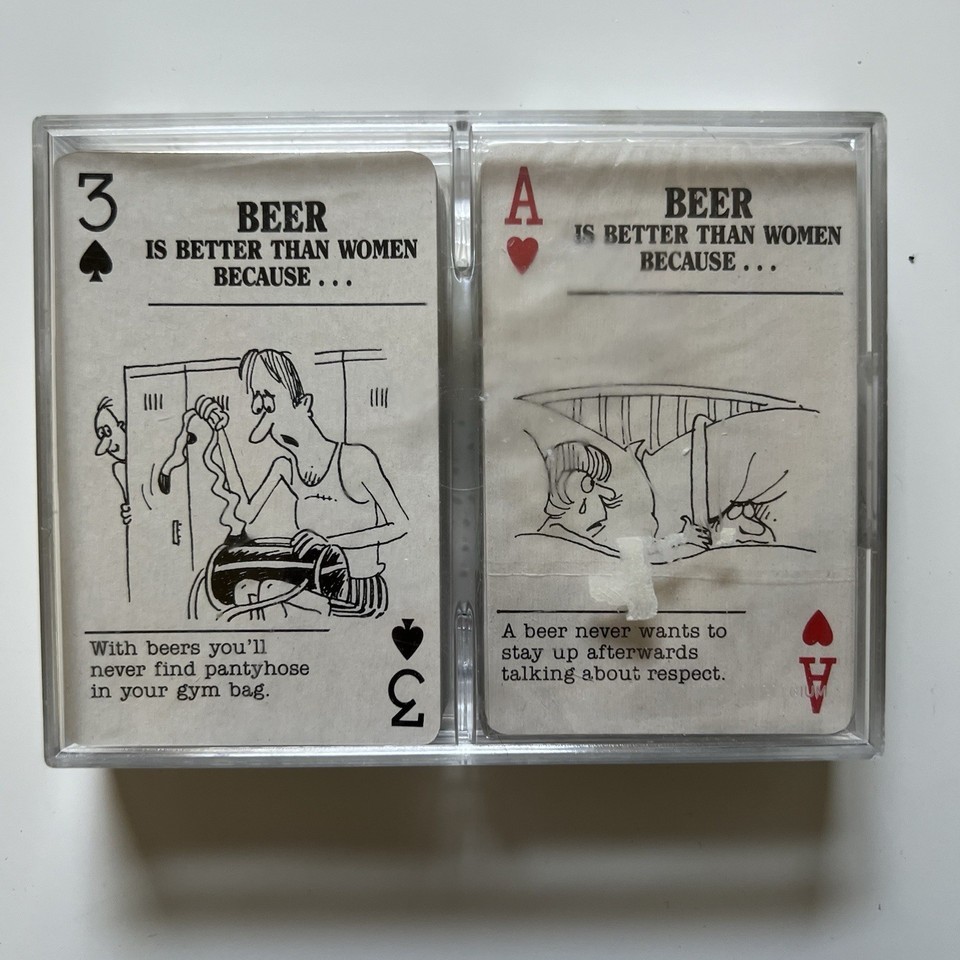 3
BEER
IS BETTER THAN WOMEN
BECAUSE...
With beers you'll
never find pantyhose
in your gym bag.
3
A
BEER
IS BETTER THAN WOMEN
BECAUSE...
A beer never wants to
stay up afterwards
talking about respect.
A